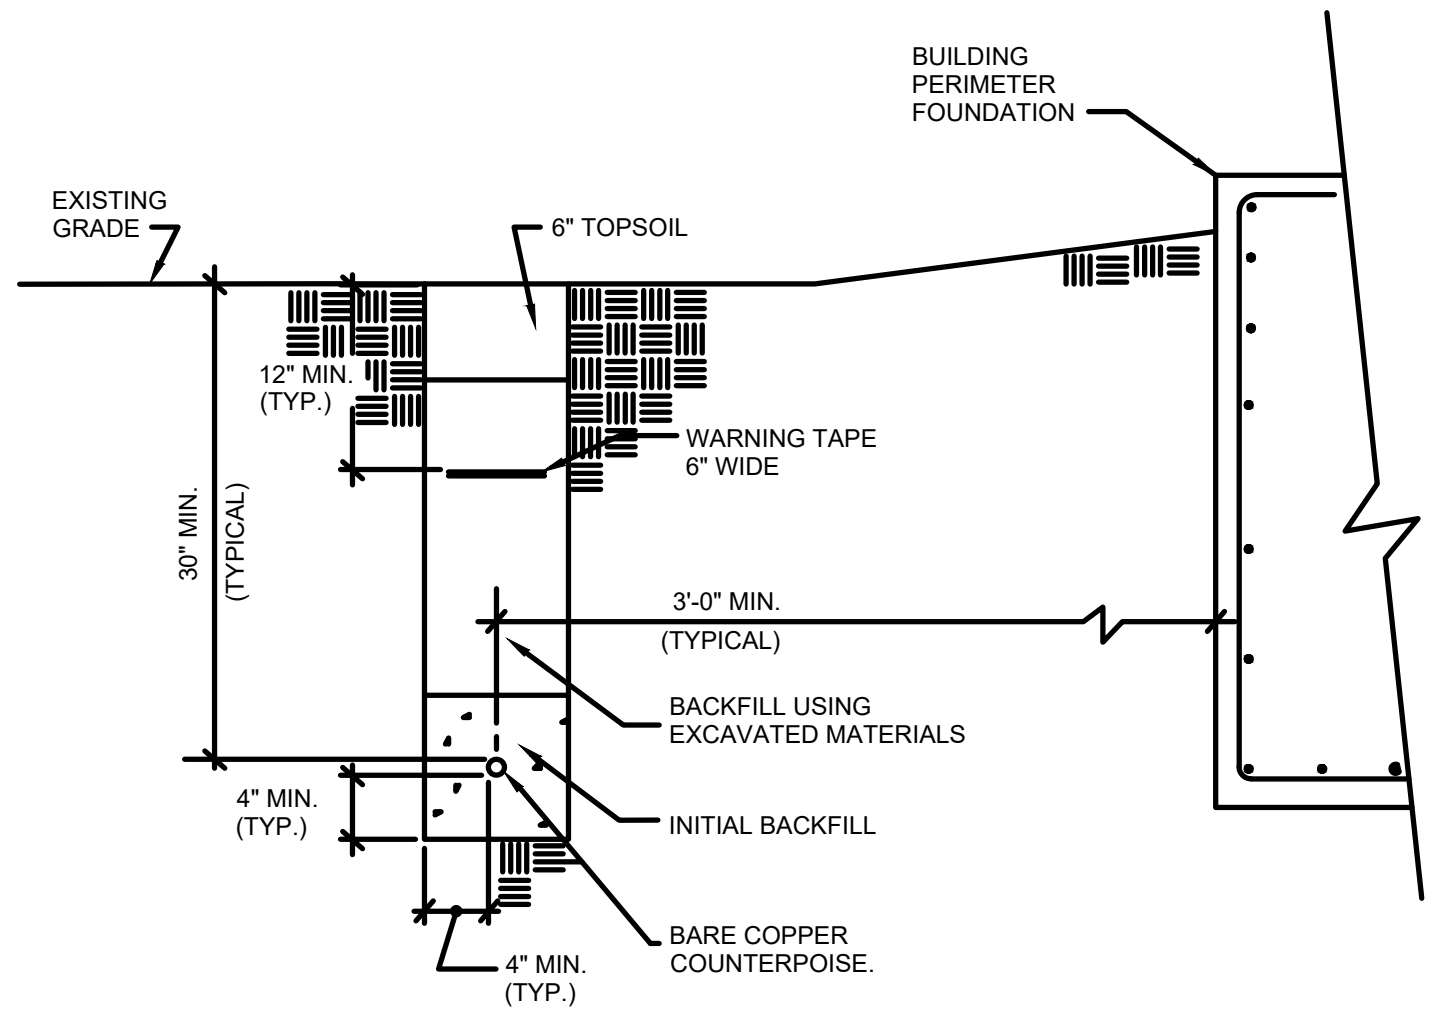 BUILDING
PERIMETER
FOUNDATION
EXISTING
GRADE
6" TOPSOIL
12" MIN.
(TYP.)
WARNING TAPE
6" WIDE
30" MIN.
(TYPICAL)
3'-0" MIN.
(TYPICAL)
BACKFILL USING
EXCAVATED MATERIALS
4" MIN.
(TYP.)
INITIAL BACKFILL
BARE COPPER
COUNTERPOISE.
4" MIN.
(TYP.)